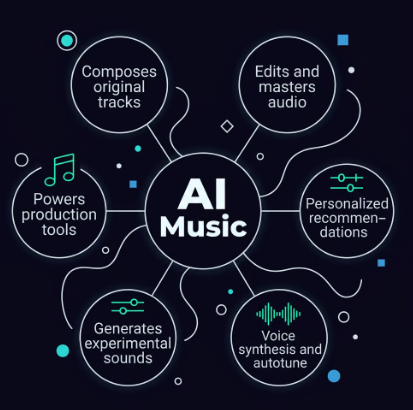 Composes
original
tracks
Edits and
masters
audio
AI
Music
Powers
production
tools
Personalized
recommen-
dations
Generates
experimental
sounds
Voice
synthesis and
autotune